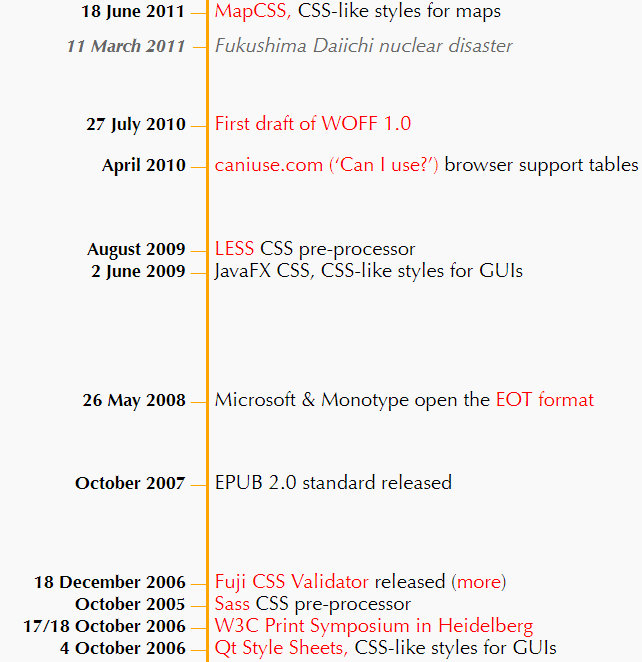 18 June 2011 MapCSS, CSS-like styles for maps
11 March 2011 Fukushima Daiichi nuclear disaster
27 July 2010 First draft of WOFF 1.0
April 2010 caniuse.com (‘Can I use?’) browser support tables
August 2009 LESS CSS pre-processor
2 June 2009 JavaFX CSS, CSS-like styles for GUIs
26 May 2008 Microsoft & Monotype open the EOT format
October 2007 EPUB 2.0 standard released
18 December 2006 Fuji CSS Validator released (more)
October 2005 Sass CSS pre-processor
17/18 October 2006 W3C Print Symposium in Heidelberg
4 October 2006 Qt Style Sheets, CSS-like styles for GUIs